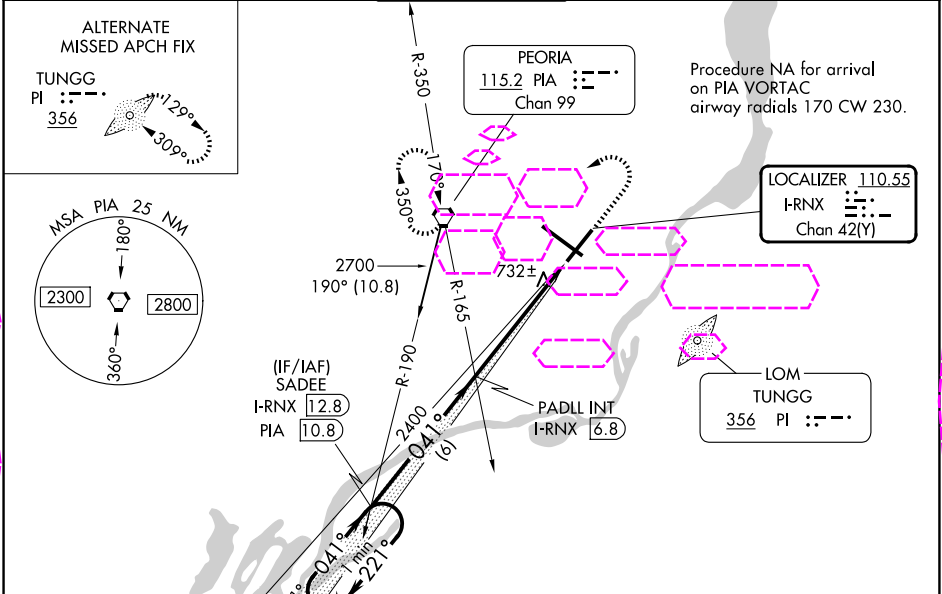 ALTERNATE
MISSED APCH FIX
TUNGG
PI
356
129°
309°
R-350
PEORIA
115.2 PIA
Chan 99
Procedure NA for arrival
on PIA VORTAC
airway radials 170 CW 230.
LOCALIZER 110.55
I-RNX
Chan 42(Y)
MSA PIA 25 NM
180°
2300
2800
360°
170°
350°
732±
2700
190° (10.8)
R-165
R-190
(IF/IAF)
SADEE
I-RNX 12.8
PIA 10.8
2400
041°
(6)
PADLL INT
I-RNX 6.8
LOM
TUNGG
356 PI
041°
1 min
221°